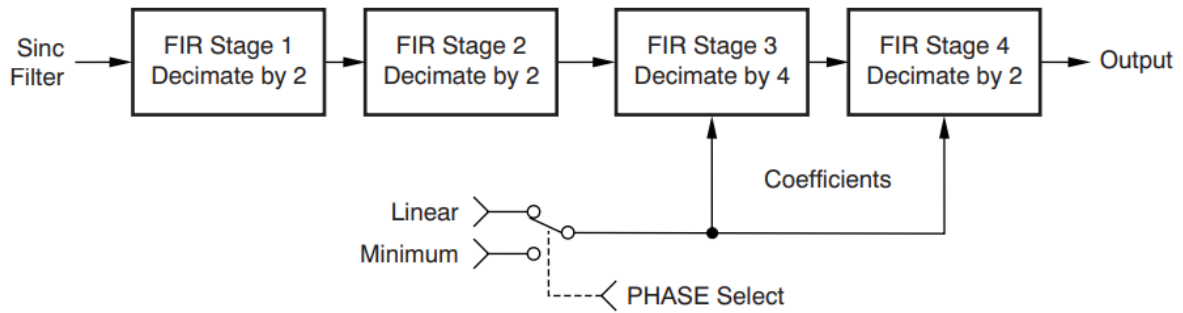 Sinc
Filter
FIR Stage 1
Decimate by 2
FIR Stage 2
Decimate by 2
FIR Stage 3
Decimate by 4
FIR Stage 4
Decimate by 2
Output
Coefficients
Linear
Minimum
PHASE Select